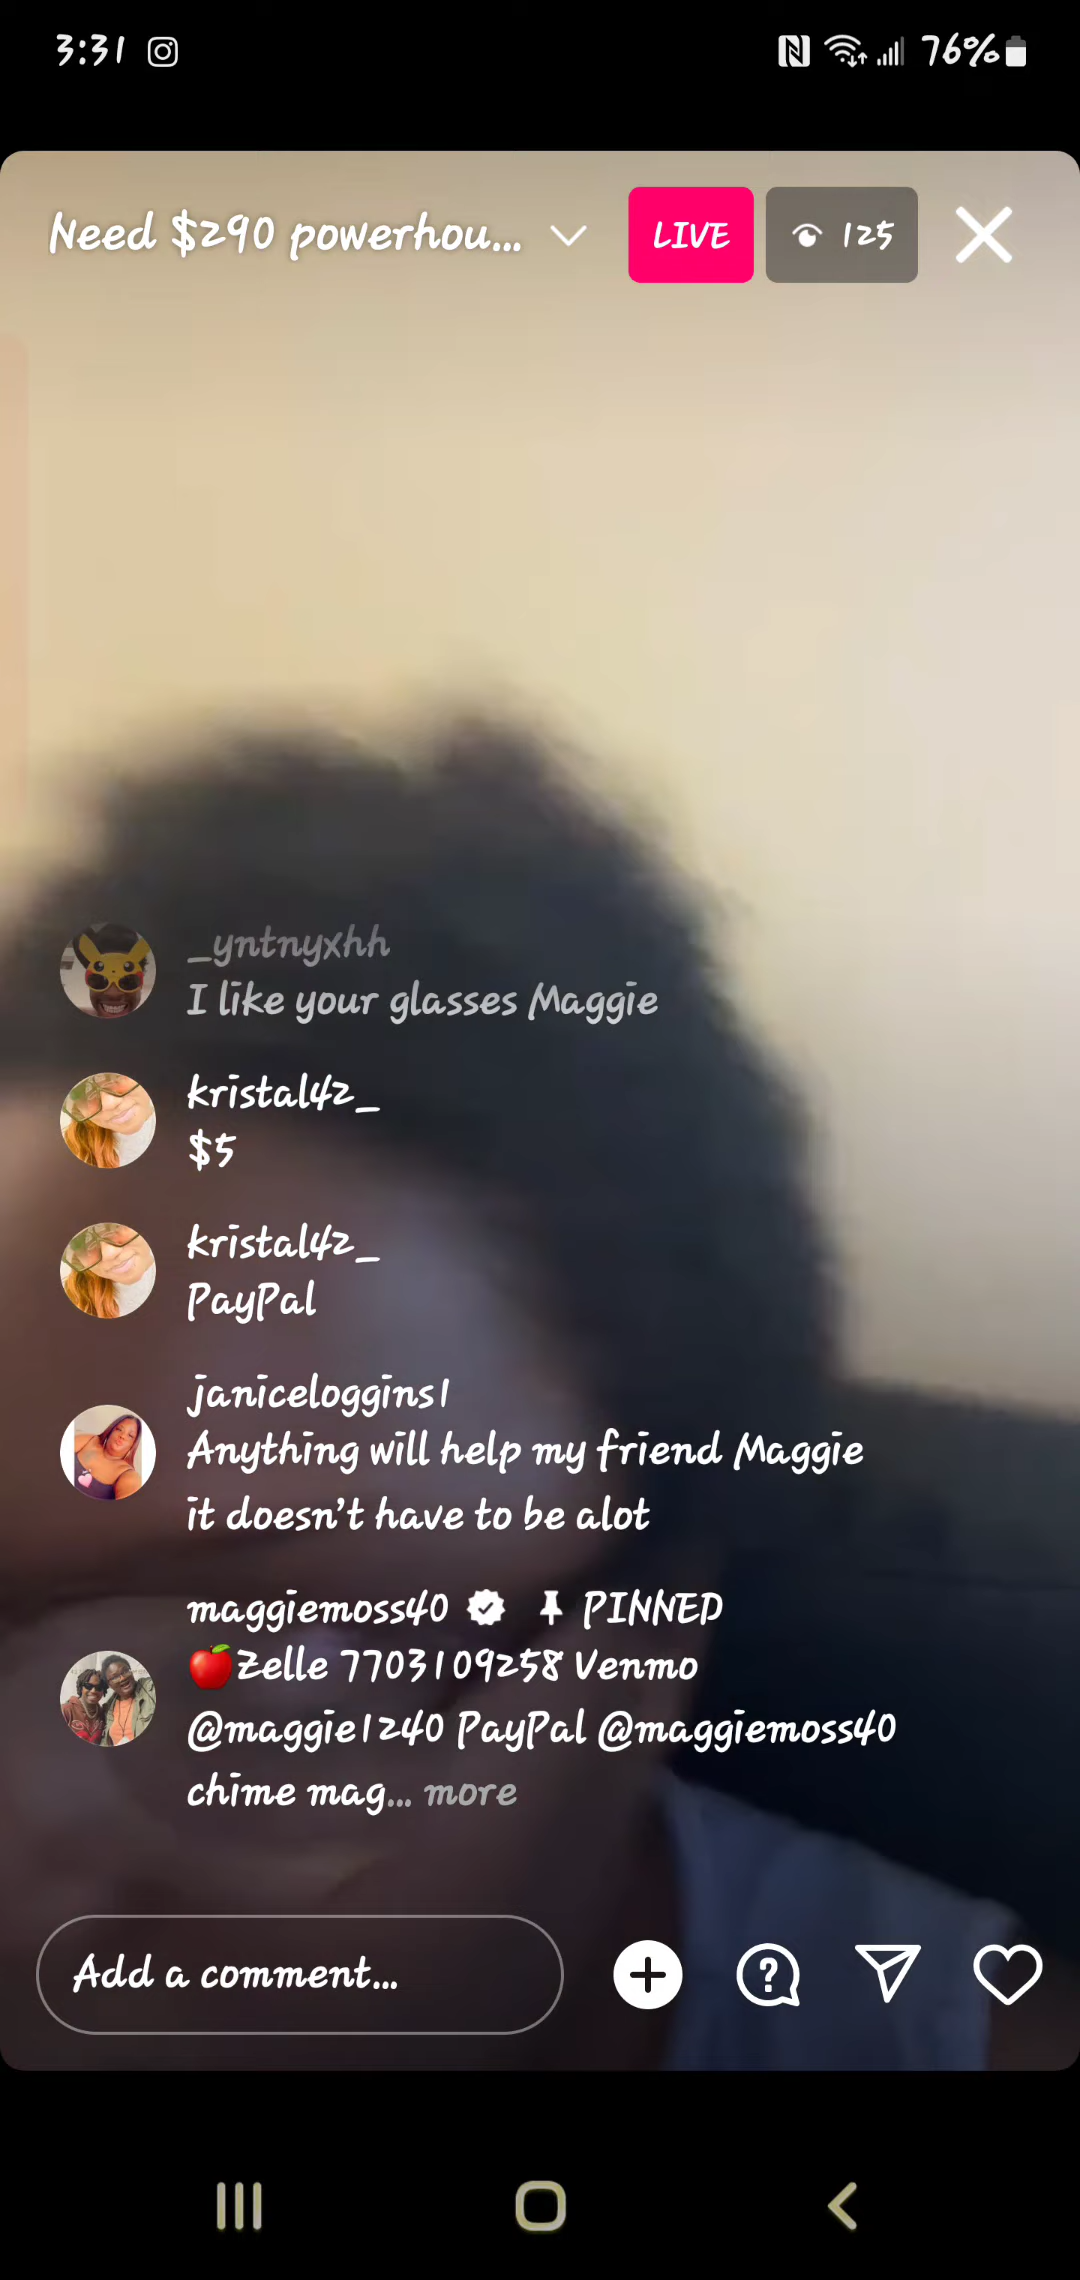 3:31
76%
Need $290 powerhou...
LIVE
125
_yntnyxhh
I like your glasses Maggie
kristal42_
$5
kristal42_
PayPal
janiceloggins1
Anything will help my friend Maggie
it doesn't have to be alot
maggiemoss40 PINNED
🍎Zelle 7703109258 Venmo
@maggie1240 PayPal @maggiemoss40
chime mag... more
Add a comment...